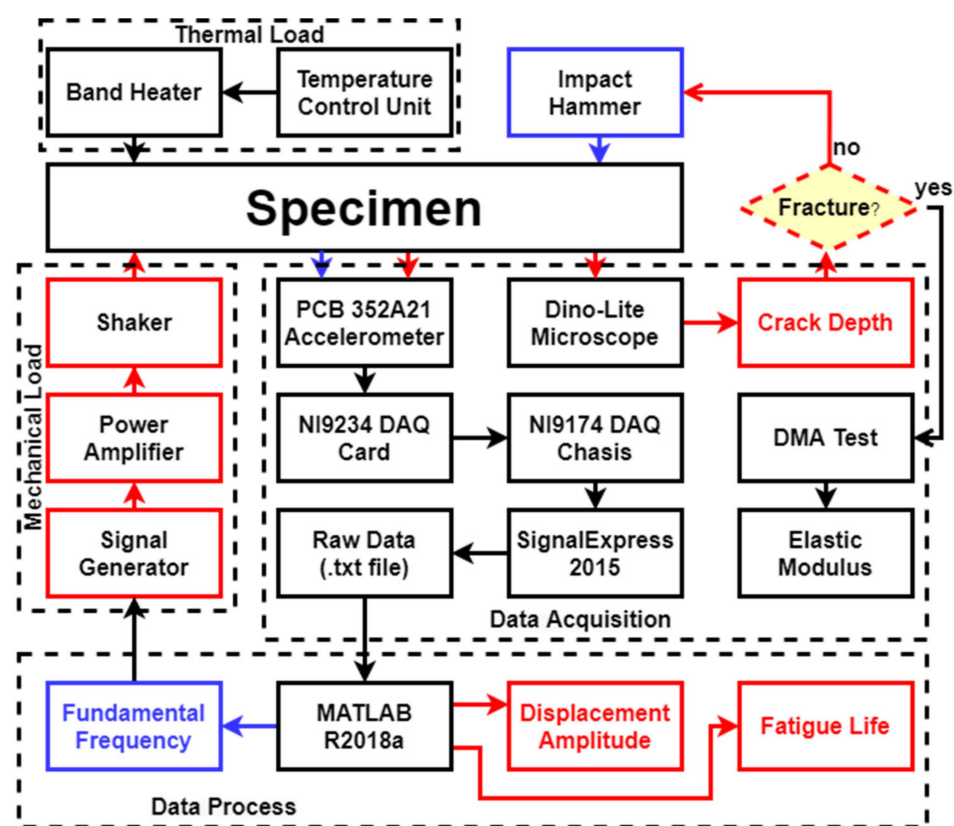 Thermal Load
Band Heater
Temperature
Control Unit
Impact
Hammer
no
yes
Fracture?
Specimen
Mechanical Load
Shaker
Power
Amplifier
Signal
Generator
PCB 352A21
Accelerometer
Dino-Lite
Microscope
Crack Depth
NI9234 DAQ
Card
NI9174 DAQ
Chasis
DMA Test
Raw Data
(.txt file)
SignalExpress
2015
Elastic
Modulus
Data Acquisition
Fundamental
Frequency
MATLAB
R2018a
Displacement
Amplitude
Fatigue Life
Data Process